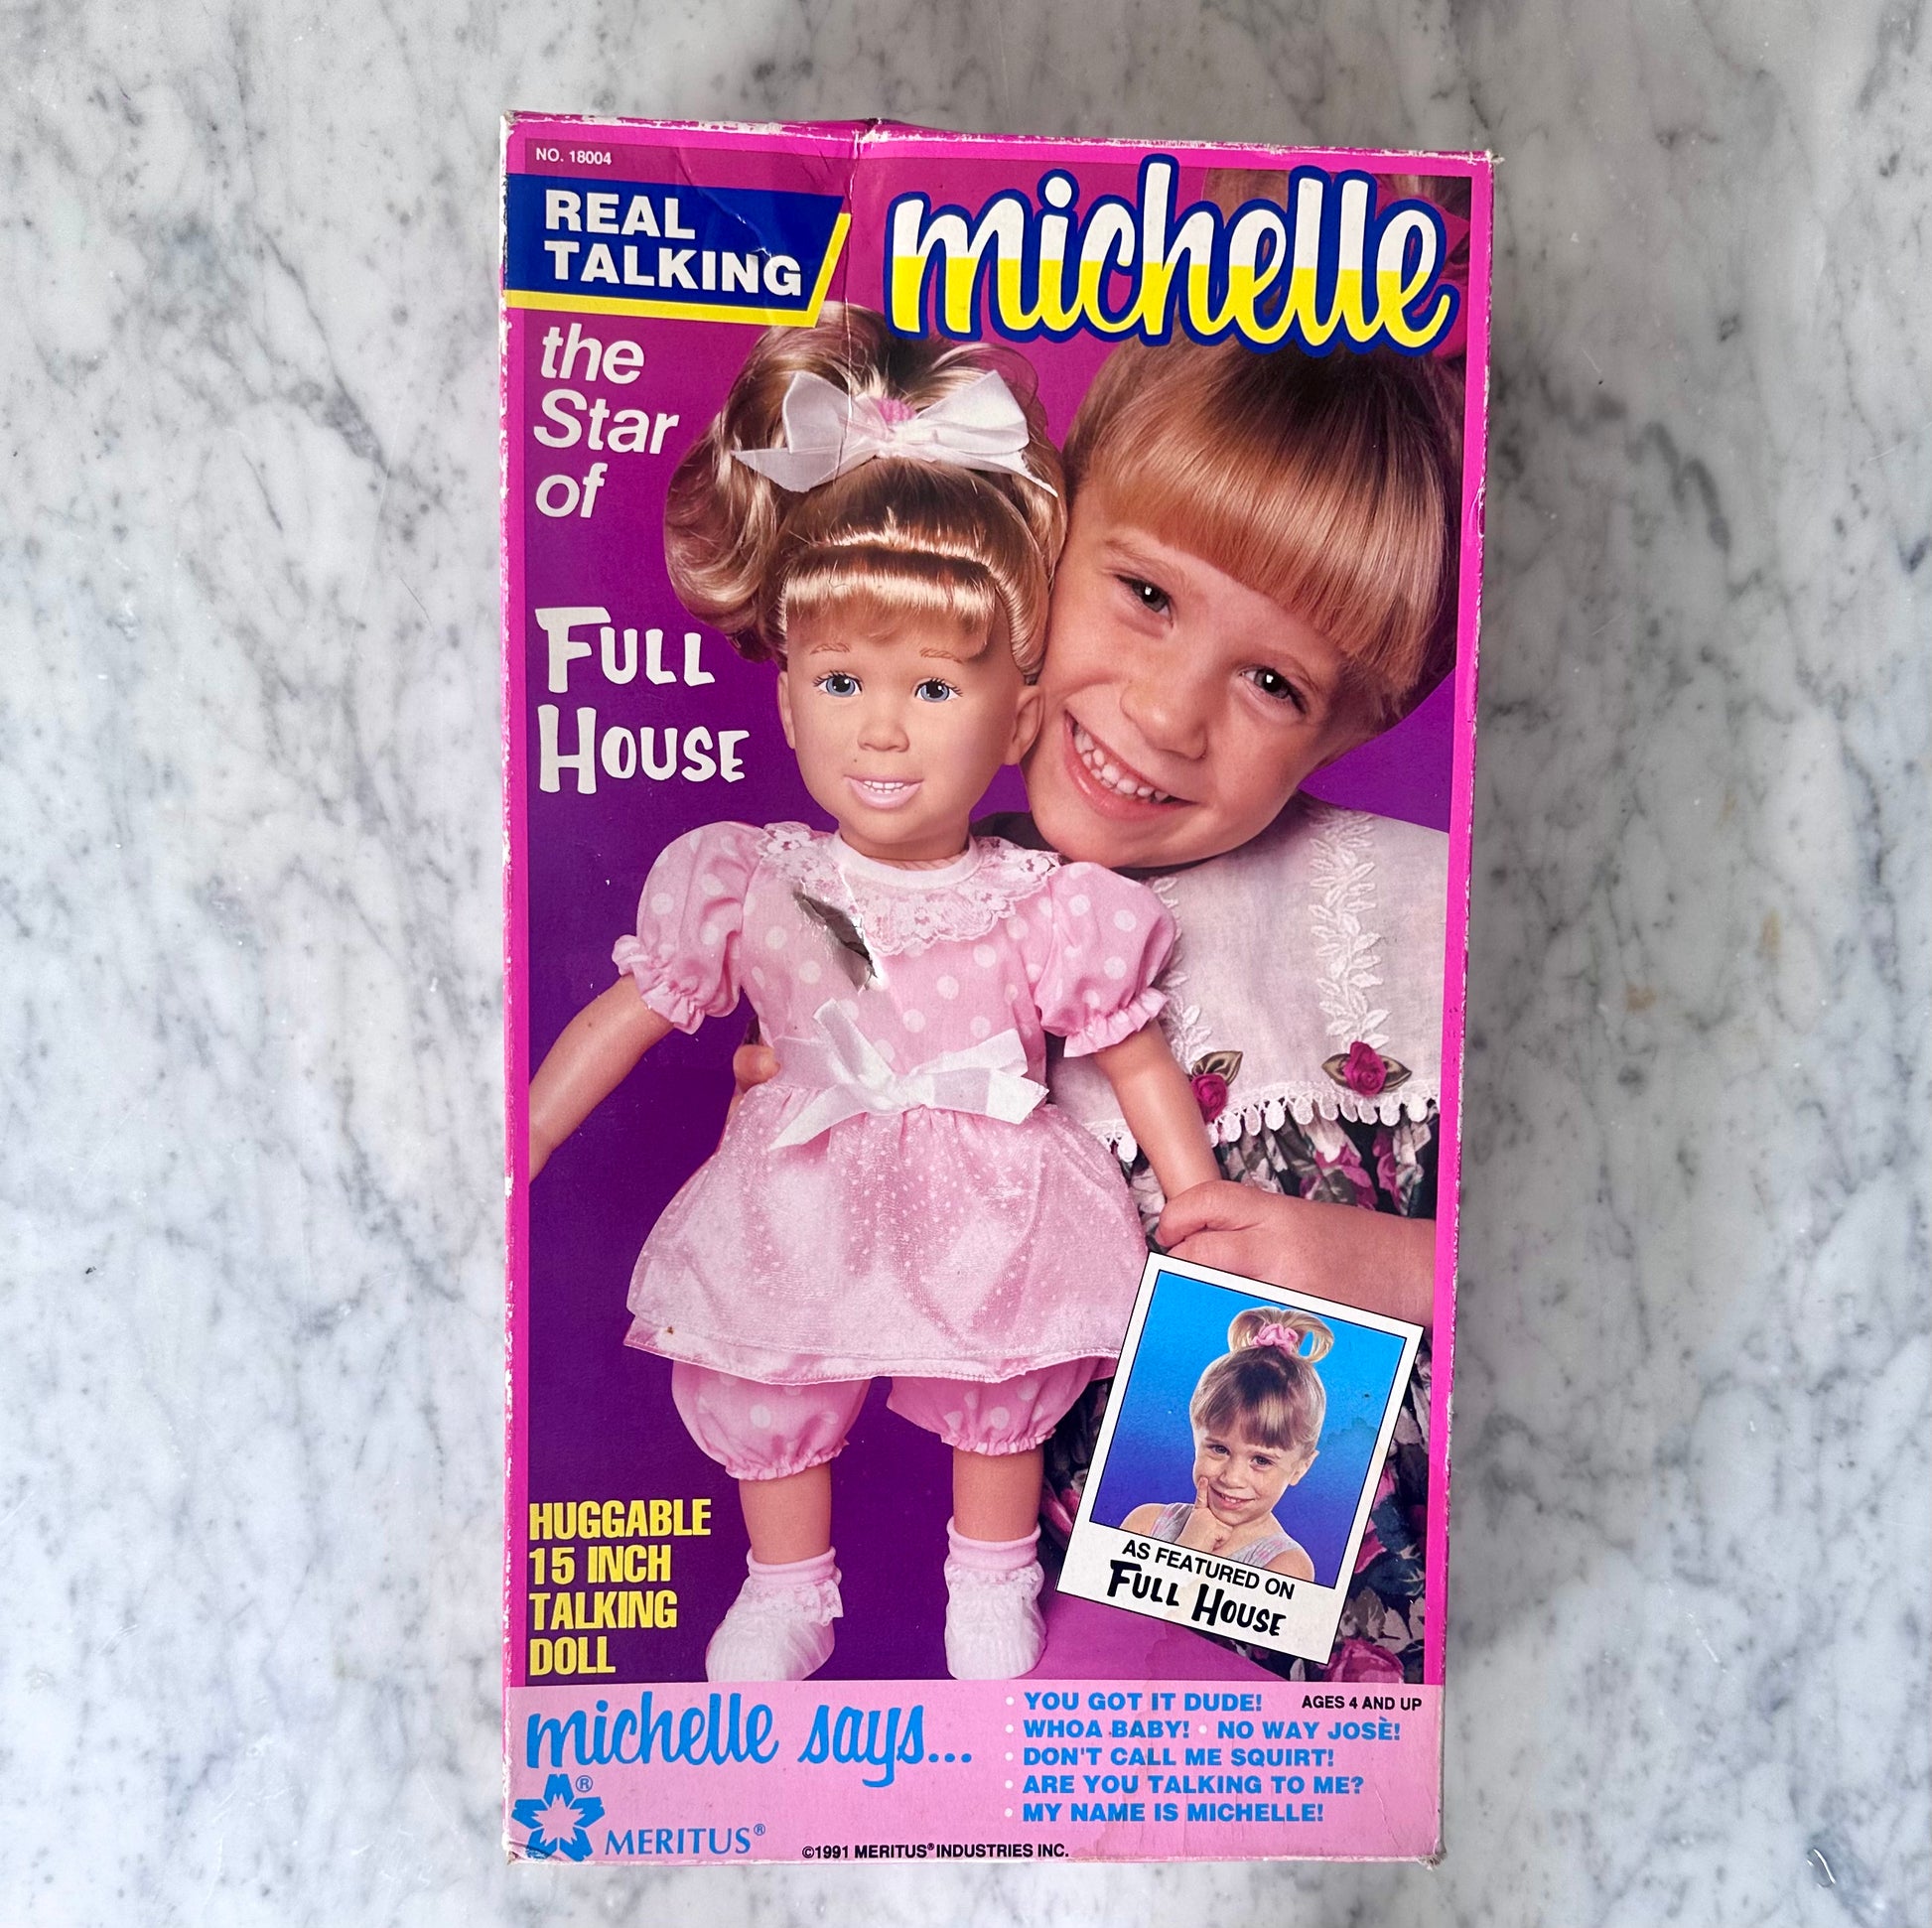 NO. 18004
REAL
TALKING
michelle
the
Star
of
FULL
HOUSE
HUGGABLE
15 INCH
TALKING
DOLL
AS FEATURED ON
FULL HOUSE
michelle says...
• YOU GOT IT DUDE! AGES 4 AND UP
• WHOA BABY! • NO WAY JOSÈ!
• DON'T CALL ME SQUIRT!
• ARE YOU TALKING TO ME?
• MY NAME IS MICHELLE!
®
MERITUS®
©1991 MERITUS® INDUSTRIES INC.